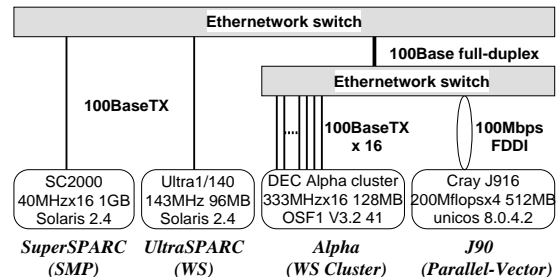 Ethernetwork switch
100Base full-duplex
Ethernetwork switch
100BaseTX
100BaseTX
x 16
100Mbps
FDDI
SC2000
40MHzx16 1GB
Solaris 2.4
Ultra1/140
143MHz 96MB
Solaris 2.4
DEC Alpha cluster
333MHzx16 128MB
OSF1 V3.2 41
Cray J916
200Mflopsx4 512MB
unicos 8.0.4.2
SuperSPARC
(SMP)
UltraSPARC
(WS)
Alpha
(WS Cluster)
J90
(Parallel-Vector)